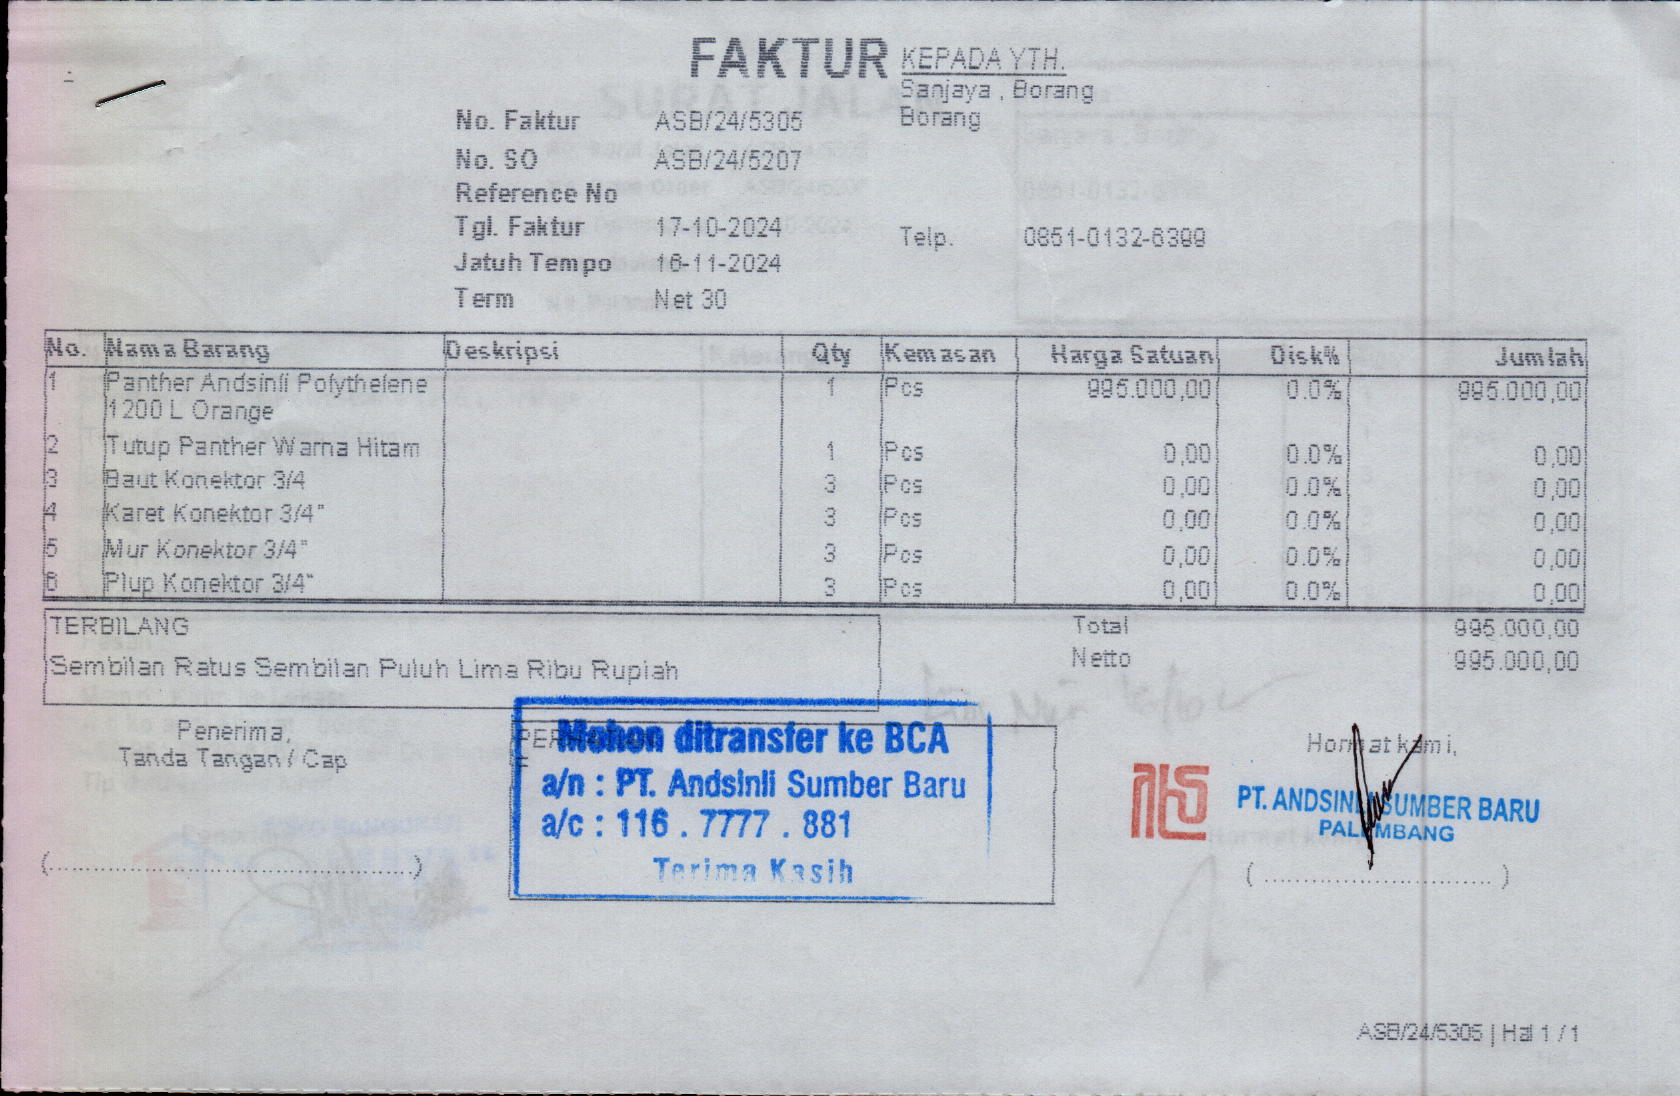 FAKTUR
KEPADA YTH.
Sanjaya , Borang
Borang
No. Faktur ASB/24/5305
No. SO ASB/24/5207
Reference No
Tgl. Faktur 17-10-2024
Telp. 0851-0132-6399
Jatuh Tempo 16-11-2024
Term Net 30
No. Nama Barang Deskripsi Qty Kemasan Harga Satuan Disk% Jumlah
1 Panther Andsinli Polythelene 1 Pcs 995.000,00 0.0% 995.000,00
1200 L Orange
2 Tutup Panther Warna Hitam 1 Pcs 0,00 0.0% 0,00
3 Baut Konektor 3/4 3 Pcs 0,00 0.0% 0,00
4 Karet Konektor 3/4" 3 Pcs 0,00 0.0% 0,00
5 Mur Konektor 3/4" 3 Pcs 0,00 0.0% 0,00
6 Plup Konektor 3/4" 3 Pcs 0,00 0.0% 0,00
TERBILANG
Sembilan Ratus Sembilan Puluh Lima Ribu Rupiah
Total 995.000,00
Netto 995.000,00
Penerima,
Tanda Tangan / Cap
(..........................................)
Mohon ditransfer ke BCA
a/n : PT. Andsinli Sumber Baru
a/c : 116 . 7777 . 881
Terima Kasih
Hormat kami,
PT. ANDSINLI SUMBER BARU
PALEMBANG
( ............................ )
ASB/24/5305 | Hal 1 / 1